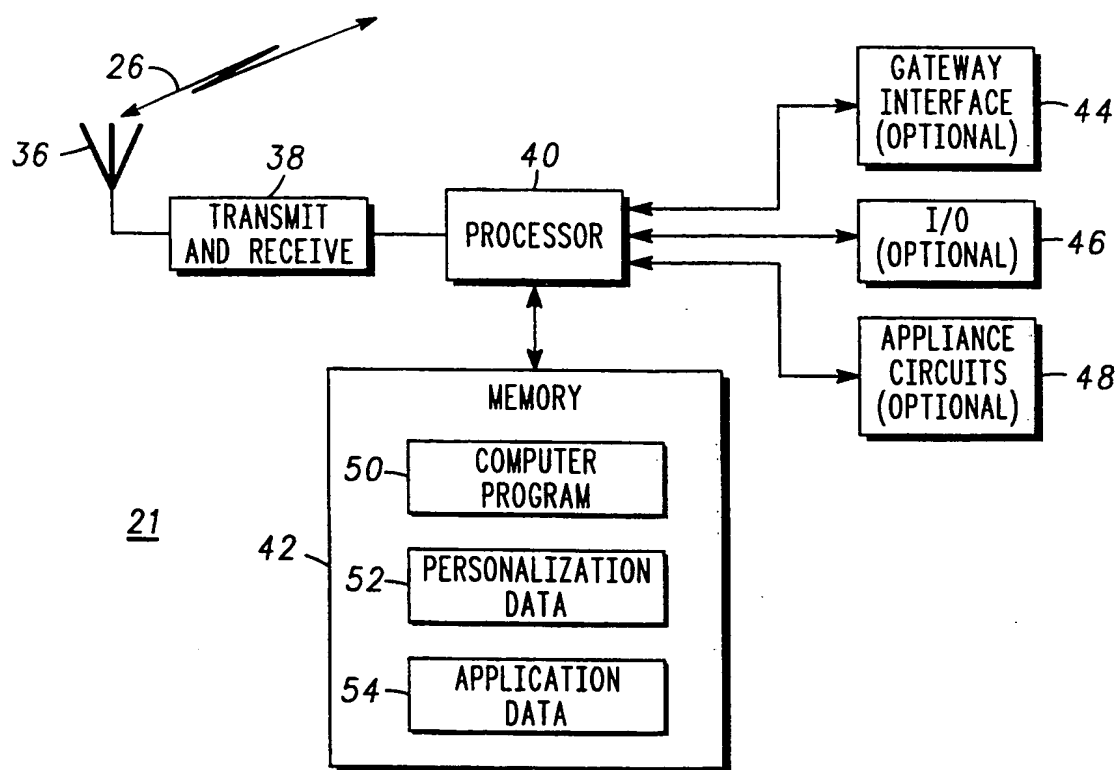 26
36
38
TRANSMIT
AND RECEIVE
40
PROCESSOR
GATEWAY
INTERFACE
(OPTIONAL)
44
I/O
(OPTIONAL)
46
APPLIANCE
CIRCUITS
(OPTIONAL)
48
MEMORY
50
COMPUTER
PROGRAM
21
42
52
PERSONALIZATION
DATA
54
APPLICATION
DATA